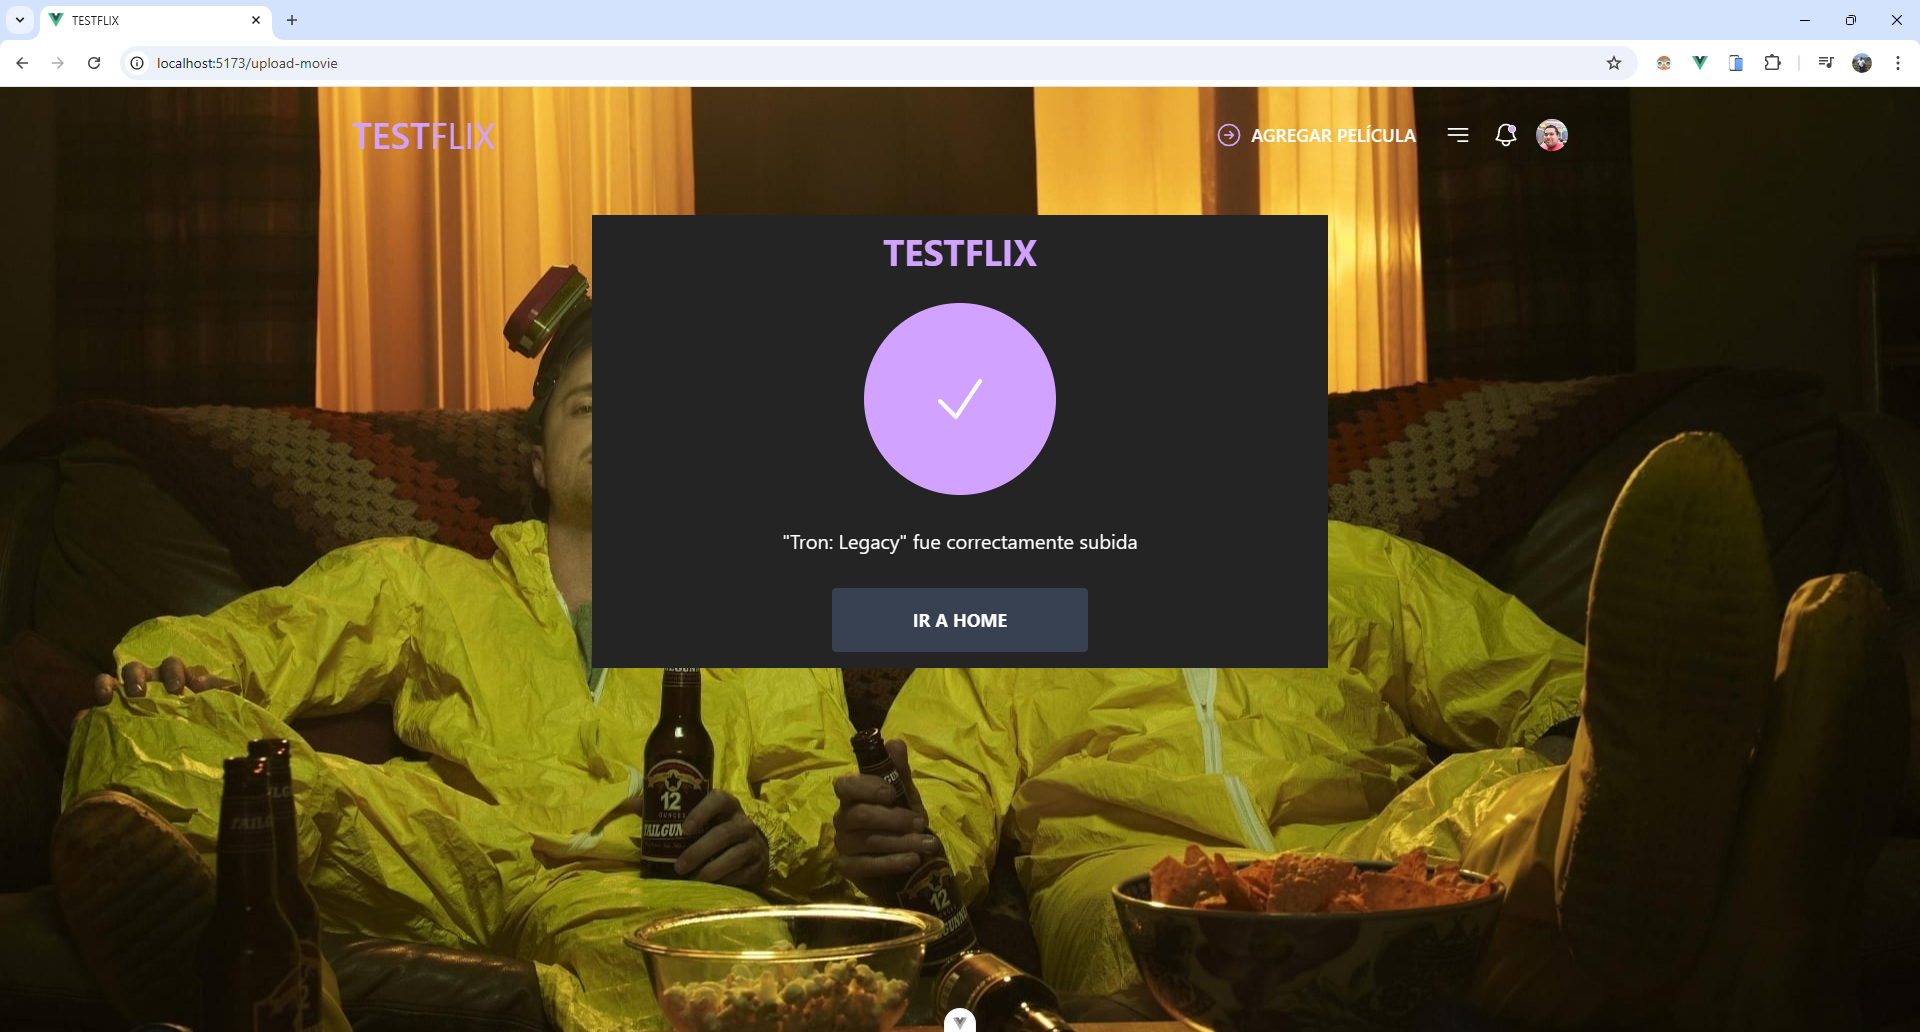 TESTFLIX
localhost:5173/upload-movie
TESTFLIX
AGREGAR PELÍCULA
TESTFLIX
"Tron: Legacy" fue correctamente subida
IR A HOME
12
OUNCES
TAILGUN
12